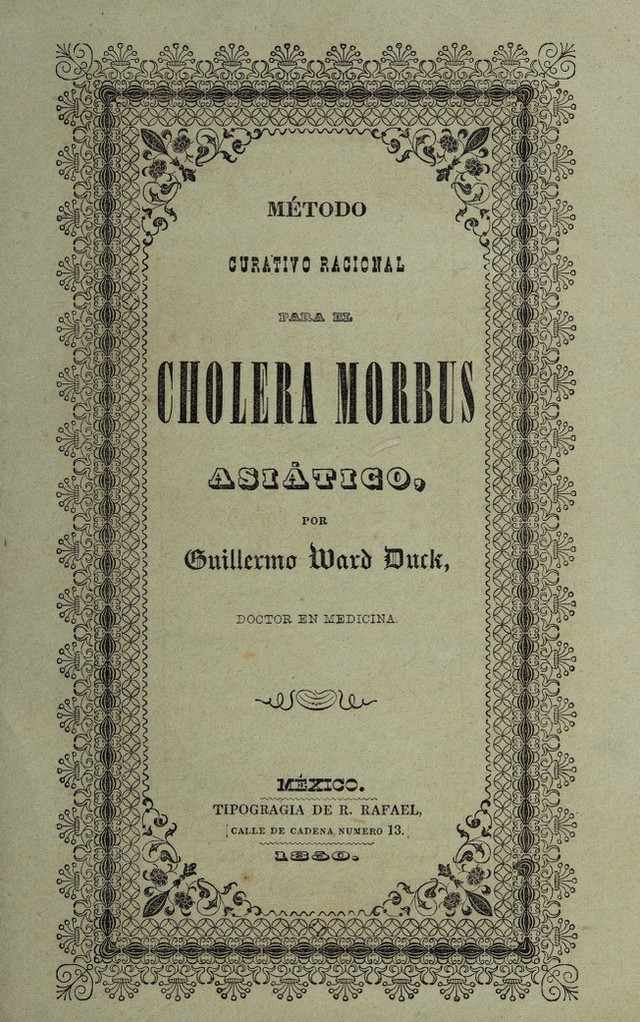 MÉTODO
CURATIVO RACIONAL
PARA EL
CHOLERA MORBUS
ASIÁTICO,
POR
Guillermo Ward Duck,
DOCTOR EN MEDICINA.
MÉXICO.
TIPOGRAGIA DE R. RAFAEL,
CALLE DE CADENA NUMERO 13.
1850.